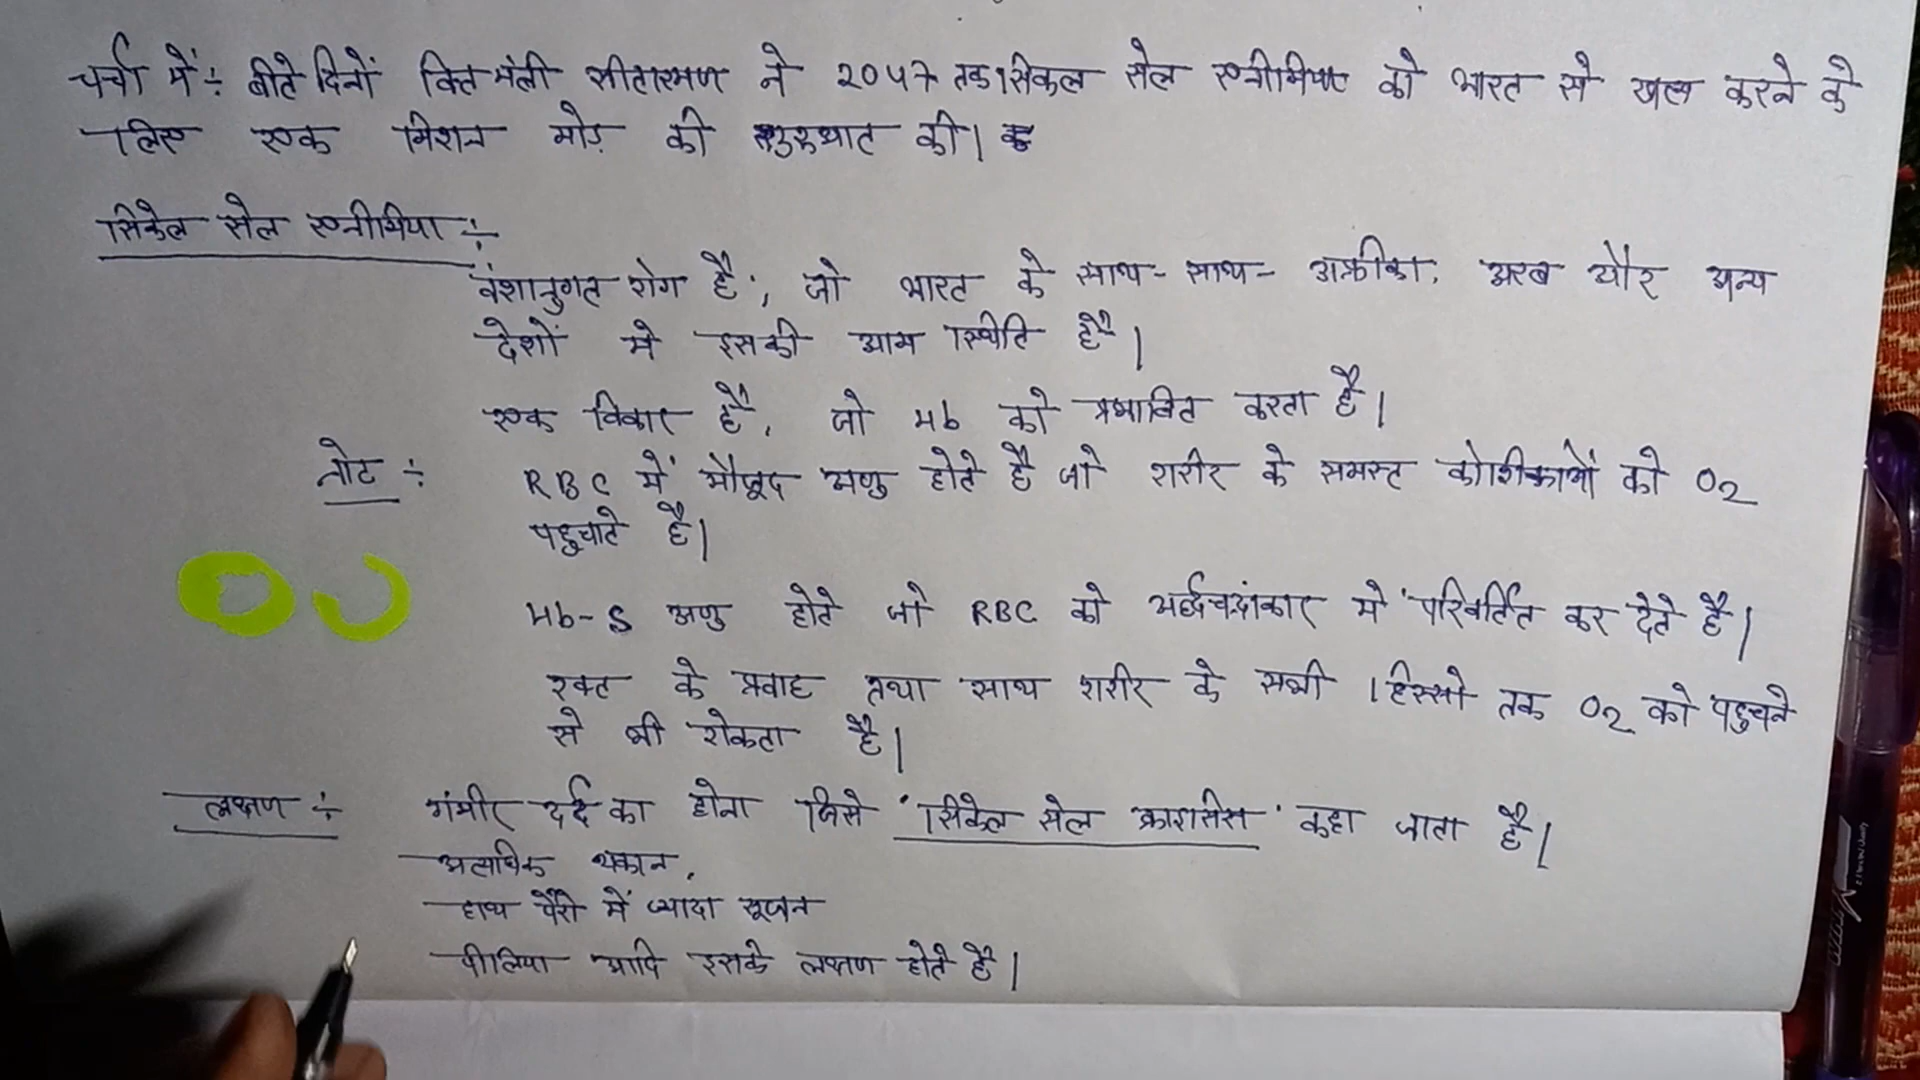 चर्चा में ÷ बीते दिनों वित्त मंत्री सीतारमण ने 2047 तक सिकल सेल एनीमिया को भारत से खत्म करने के
लिए एक मिशन मोड़ की शुरुआत की।
सिकेल सेल एनीमिया ÷
वंशानुगत रोग है, जो भारत के साथ-साथ- अफ्रीका, अरब और अन्य
देशों मे इसकी आम स्थिति है।
एक विकार है, जो Hb को प्रभावित करता है।
नोट ÷ RBC में मौजूद अणु होते है जो शरीर के समस्त कोशिकाओं को O2
पहुचाते है।
Hb-S अणु होते जो RBC को अर्द्धचद्रांकार मे परिवर्तित कर देते है।
रक्त के प्रवाह तथा साथ शरीर के सभी हिस्सो तक O2 को पहुचने
से भी रोकता है।
लक्षण ÷ गंभीर दर्द का होना जिसे 'सिकेल सेल क्राइसिस' कहा जाता है।
अत्यधिक थकान,
हाथ पैरो में ज्यादा सूजन
पीलिया आदि इसके लक्षण होते है।